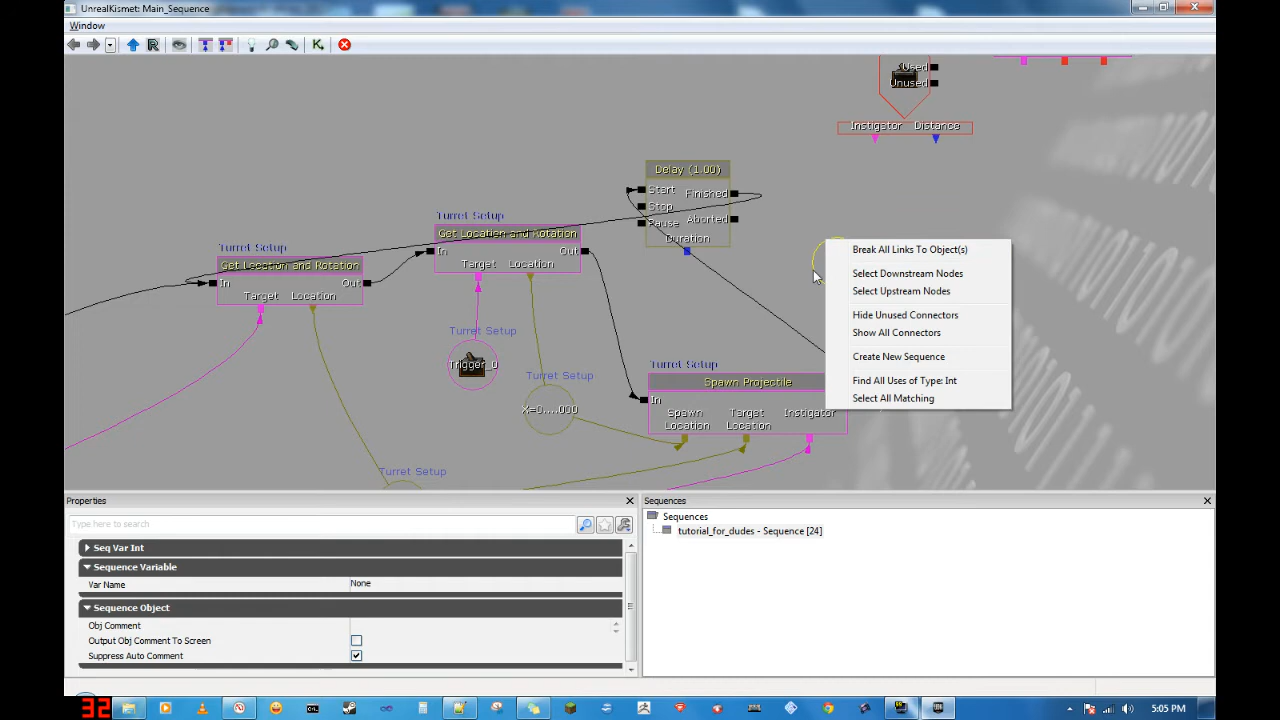 UnrealKismet: Main_Sequence
Window
Used
Unused
Instigator Distance
Delay (1.00)
Start
Finished
Stop
Pause
Aborted
Duration
Turret Setup
Get Location and Rotation
In
Out
Target Location
Turret Setup
Get Location and Rotation
In
Out
Target Location
Turret Setup
Trigger_0
Turret Setup
X=0....000
Turret Setup
Spawn Projectile
In
Spawn Location
Target Location
Instigator
Turret Setup
Break All Links To Object(s)
Select Downstream Nodes
Select Upstream Nodes
Hide Unused Connectors
Show All Connectors
Create New Sequence
Find All Uses of Type: Int
Select All Matching
Properties
Type here to search
Seq Var Int
Sequence Variable
Var Name None
Sequence Object
Obj Comment
Output Obj Comment To Screen
Suppress Auto Comment
Sequences
Sequences
tutorial_for_dudes - Sequence [24]
32
5:05 PM